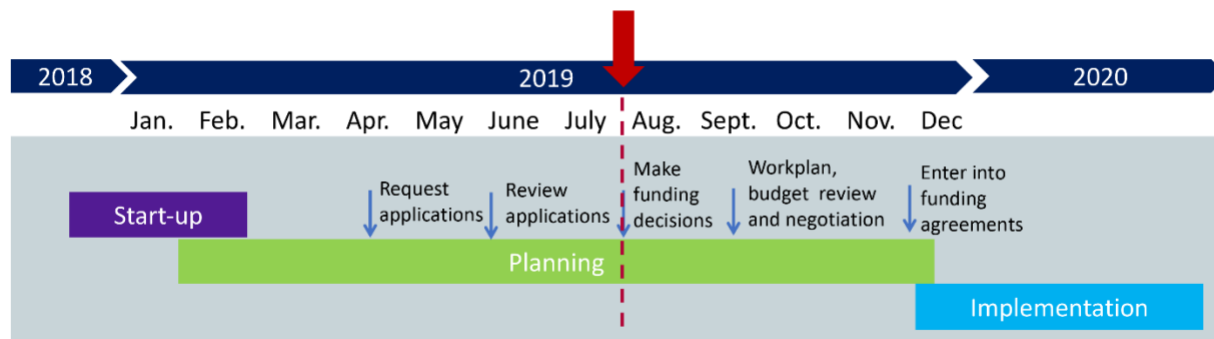 2018 2019 2020
Jan. Feb. Mar. Apr. May June July Aug. Sept. Oct. Nov. Dec
Start-up
Request
applications
Review
applications
Make
funding
decisions
Workplan,
budget review
and negotiation
Enter into
funding
agreements
Planning
Implementation